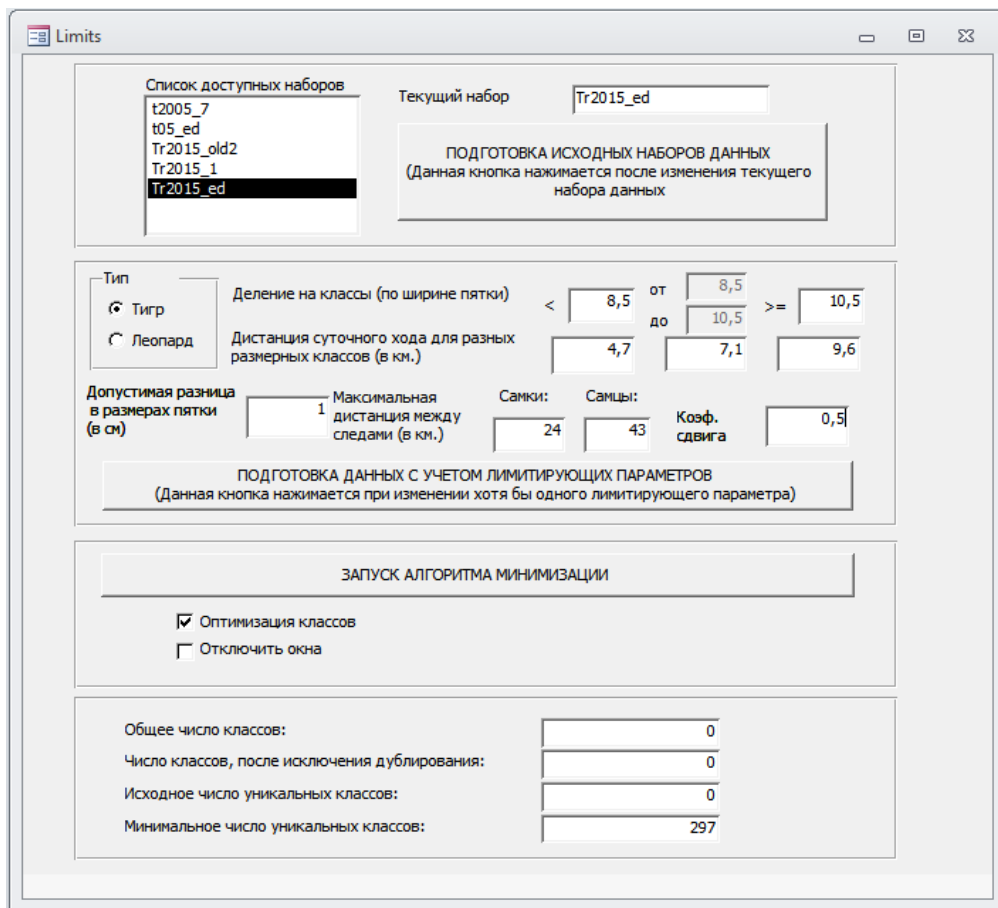 Limits
Список доступных наборов
t2005_7
t05_ed
Tr2015_old2
Tr2015_1
Tr2015_ed
Текущий набор
Tr2015_ed
ПОДГОТОВКА ИСХОДНЫХ НАБОРОВ ДАННЫХ
(Данная кнопка нажимается после изменения текущего
набора данных
Тип
Тигр
Леопард
Деление на классы (по ширине пятки)
<
8,5
от
8,5
до
10,5
>=
10,5
Дистанция суточного хода для разных
размерных классов (в км.)
4,7
7,1
9,6
Допустимая разница
в размерах пятки
(в см)
1
Максимальная
дистанция между
следами (в км.)
Самки:
24
Самцы:
43
Коэф.
сдвига
0,5
ПОДГОТОВКА ДАННЫХ С УЧЕТОМ ЛИМИТИРУЮЩИХ ПАРАМЕТРОВ
(Данная кнопка нажимается при изменении хотя бы одного лимитирующего параметра)
ЗАПУСК АЛГОРИТМА МИНИМИЗАЦИИ
Оптимизация классов
Отключить окна
Общее число классов:
0
Число классов, после исключения дублирования:
0
Исходное число уникальных классов:
0
Минимальное число уникальных классов:
297